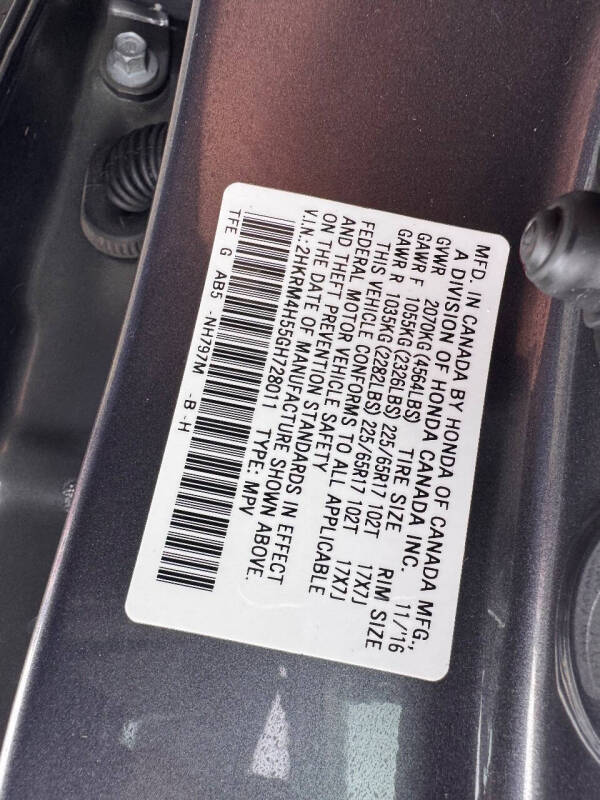 MFD. IN CANADA BY HONDA OF CANADA MFG.,
A DIVISION OF HONDA CANADA INC. 11/'16
GVWR 2070KG (4564LBS) TIRE SIZE RIM SIZE
GAWR F 1055KG (2326LBS) 225/65R17 102T 17X7J
GAWR R 1035KG (2282LBS) 225/65R17 102T 17X7J
THIS VEHICLE CONFORMS TO ALL APPLICABLE
FEDERAL MOTOR VEHICLE SAFETY
AND THEFT PREVENTION STANDARDS IN EFFECT
ON THE DATE OF MANUFACTURE SHOWN ABOVE.
V.I.N.:2HKRM4H55GH728011 TYPE: MPV
TFE G AB5 -NH797M -B -H